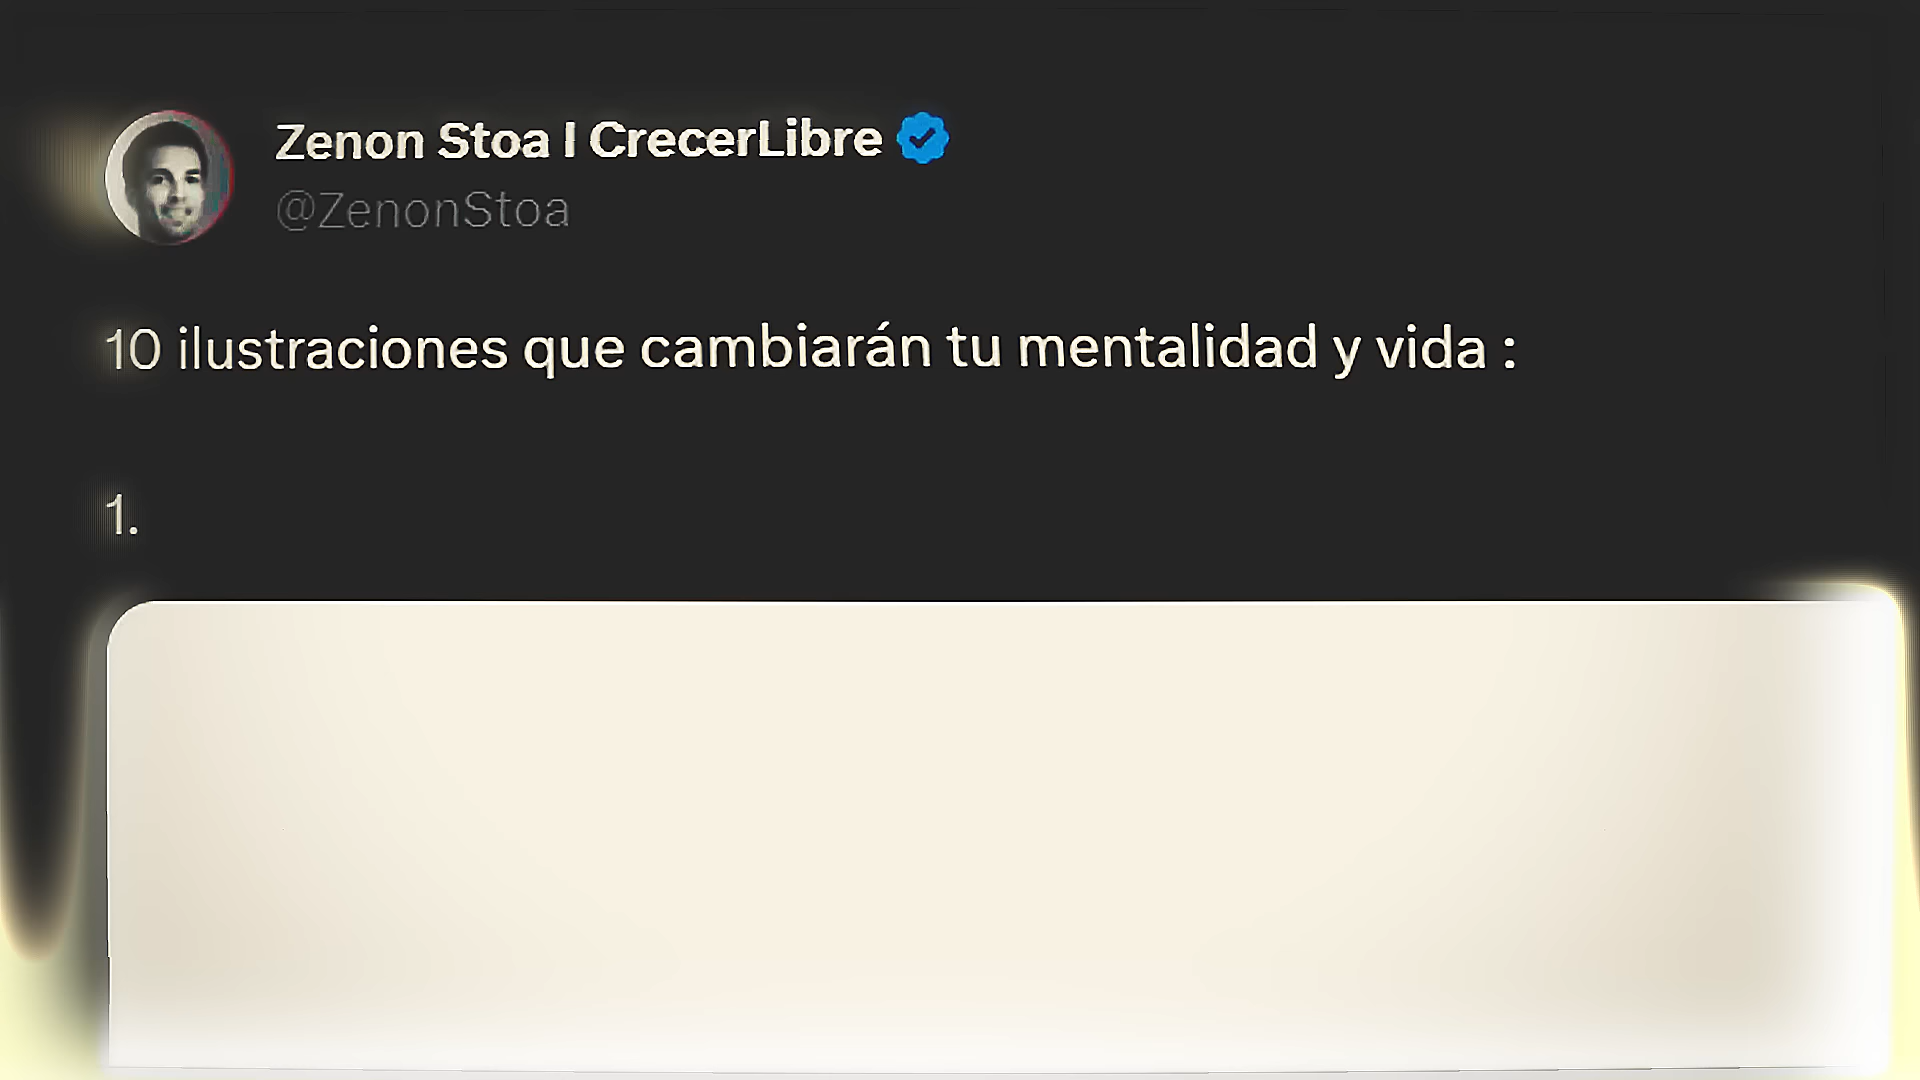 Zenon Stoa I CrecerLibre
@ZenonStoa
10 ilustraciones que cambiarán tu mentalidad y vida :
1.